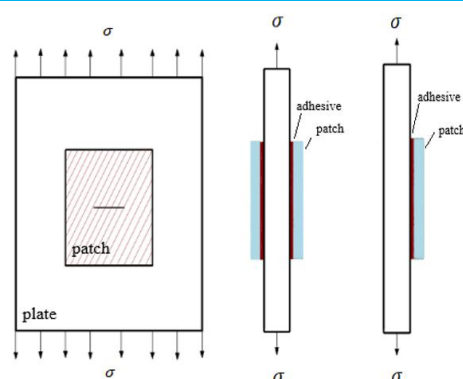 σ
patch
plate
σ
σ
adhesive
patch
σ
σ
adhesive
patch
σ